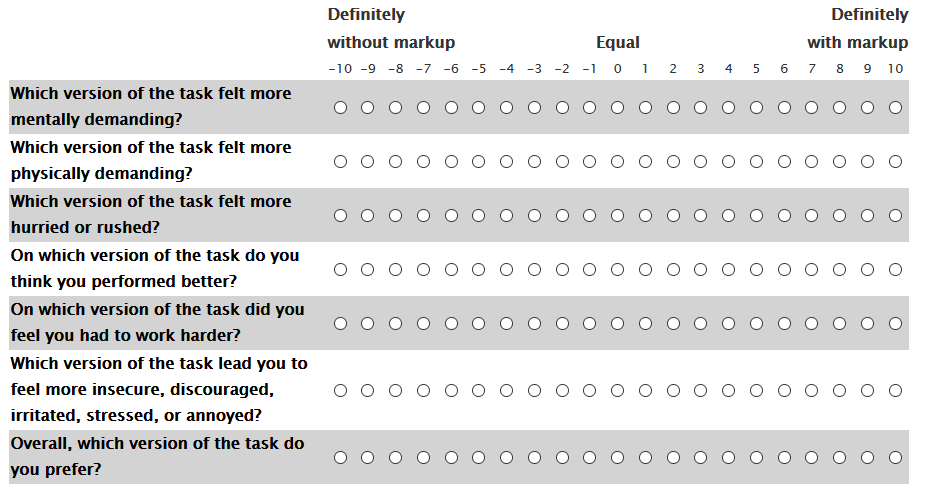 Definitely Definitely
without markup Equal with markup
−10 −9 −8 −7 −6 −5 −4 −3 −2 −1 0 1 2 3 4 5 6 7 8 9 10
Which version of the task felt more
mentally demanding?
Which version of the task felt more
physically demanding?
Which version of the task felt more
hurried or rushed?
On which version of the task do you
think you performed better?
On which version of the task did you
feel you had to work harder?
Which version of the task lead you to
feel more insecure, discouraged,
irritated, stressed, or annoyed?
Overall, which version of the task do
you prefer?